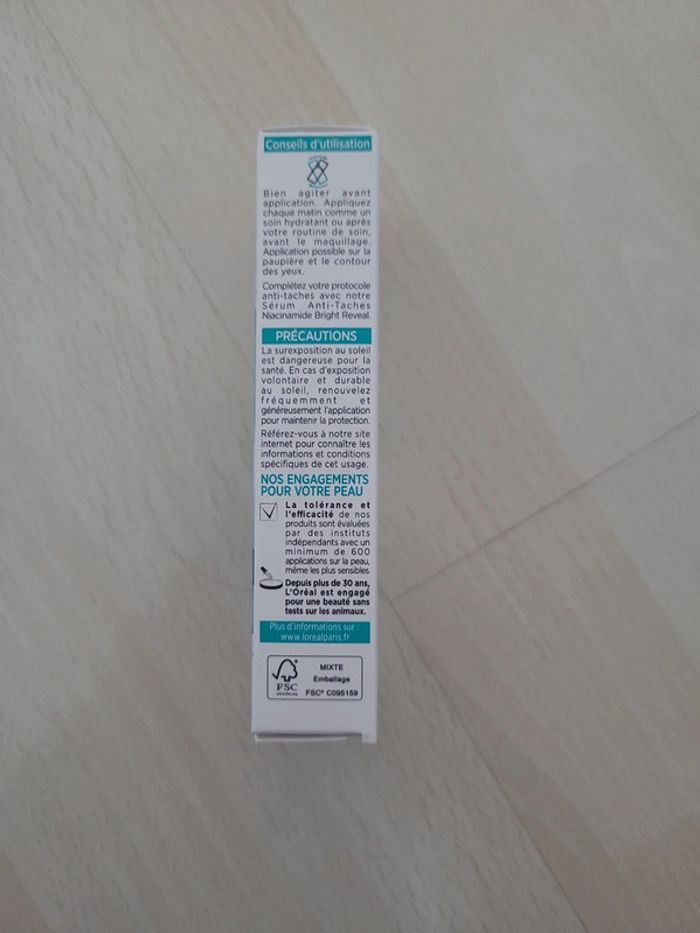 Conseils d'utilisation
Bien agiter avant
application. Appliquez
chaque matin comme un
soin hydratant ou après
votre routine de soin,
avant le maquillage.
Application possible sur la
paupière et le contour
des yeux.
Complétez votre protocole
anti-taches avec notre
Sérum Anti-Taches
Niacinamide Bright Reveal.
PRÉCAUTIONS
La surexposition au soleil
est dangereuse pour la
santé. En cas d'exposition
volontaire et durable
au soleil, renouvelez
fréquemment et
généreusement l'application
pour maintenir la protection.
Référez-vous à notre site
internet pour connaître les
informations et conditions
spécifiques de cet usage.
NOS ENGAGEMENTS
POUR VOTRE PEAU
La tolérance et
l'efficacité de nos
produits sont évaluées
par des instituts
indépendants avec un
minimum de 600
applications sur la peau,
même les plus sensibles.
Depuis plus de 30 ans,
L'Oréal est engagé
pour une beauté sans
tests sur les animaux.
Plus d'informations sur :
www.lorealparis.fr
FSC
MIXTE
Emballage
FSC® C095159